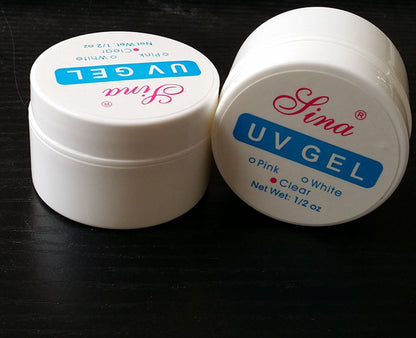 Sina ®
UV GEL
Pink
White
Clear
Net Wet: 1/2 oz
Sina ®
UV GEL
Pink
White
Clear
Net Wet: 1/2 oz